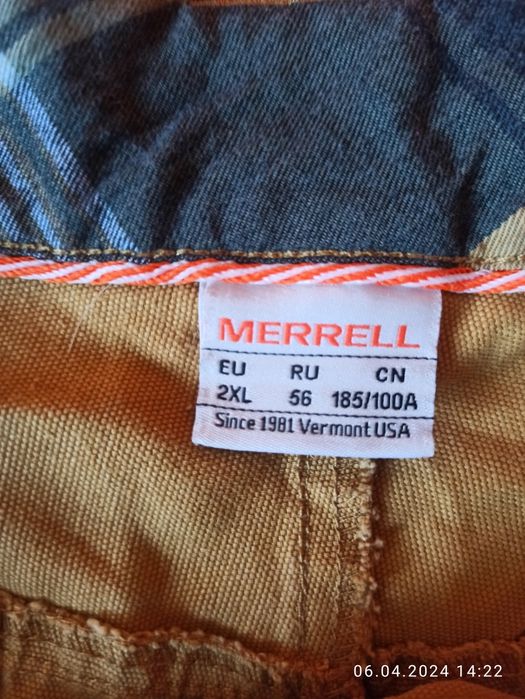 MERRELL
EU RU CN
2XL 56 185/100A
Since 1981 Vermont USA
06.04.2024 14:22